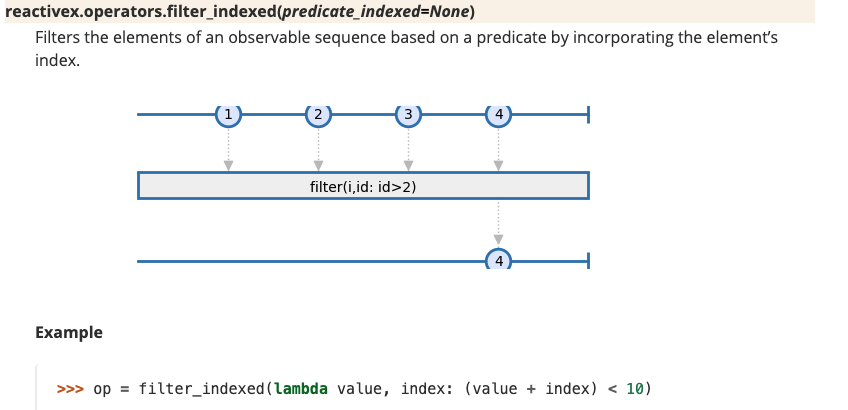 reactivex.operators.filter_indexed(predicate_indexed=None)
Filters the elements of an observable sequence based on a predicate by incorporating the element’s
index.
1 2 3 4
filter(i,id: id>2)
4
Example
>>> op = filter_indexed(lambda value, index: (value + index) < 10)